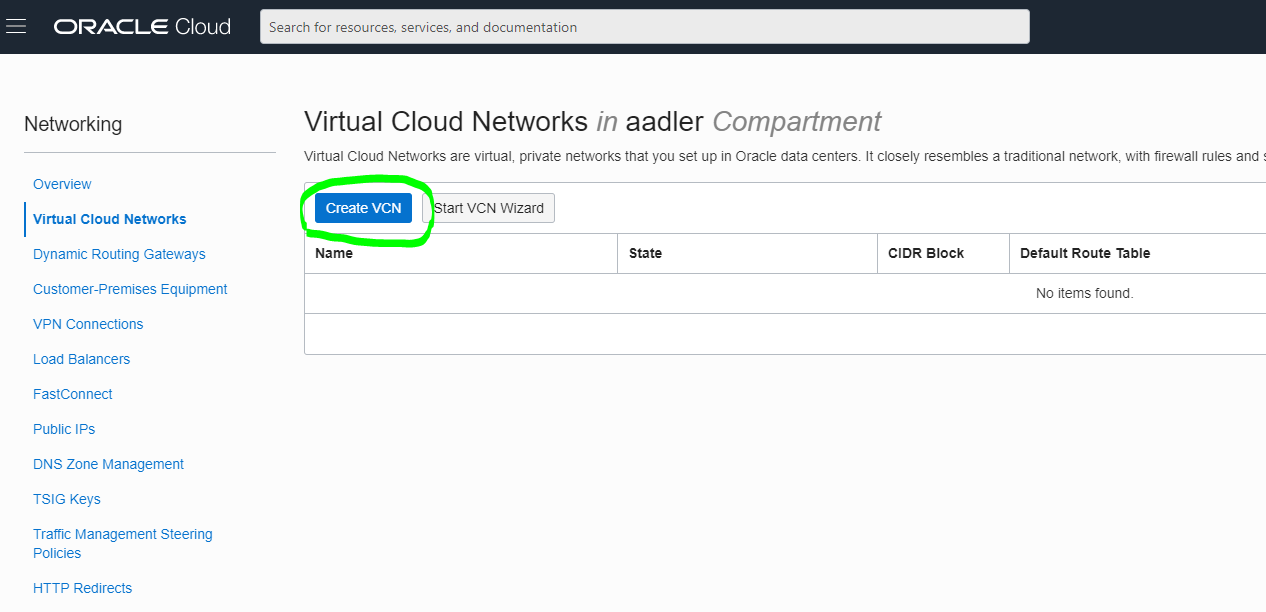 ORACLE Cloud
Search for resources, services, and documentation
Networking
Overview
Virtual Cloud Networks
Dynamic Routing Gateways
Customer-Premises Equipment
VPN Connections
Load Balancers
FastConnect
Public IPs
DNS Zone Management
TSIG Keys
Traffic Management Steering
Policies
HTTP Redirects
Virtual Cloud Networks in aadler Compartment
Virtual Cloud Networks are virtual, private networks that you set up in Oracle data centers. It closely resembles a traditional network, with firewall rules and s
Create VCN
Start VCN Wizard
Name State CIDR Block Default Route Table
No items found.